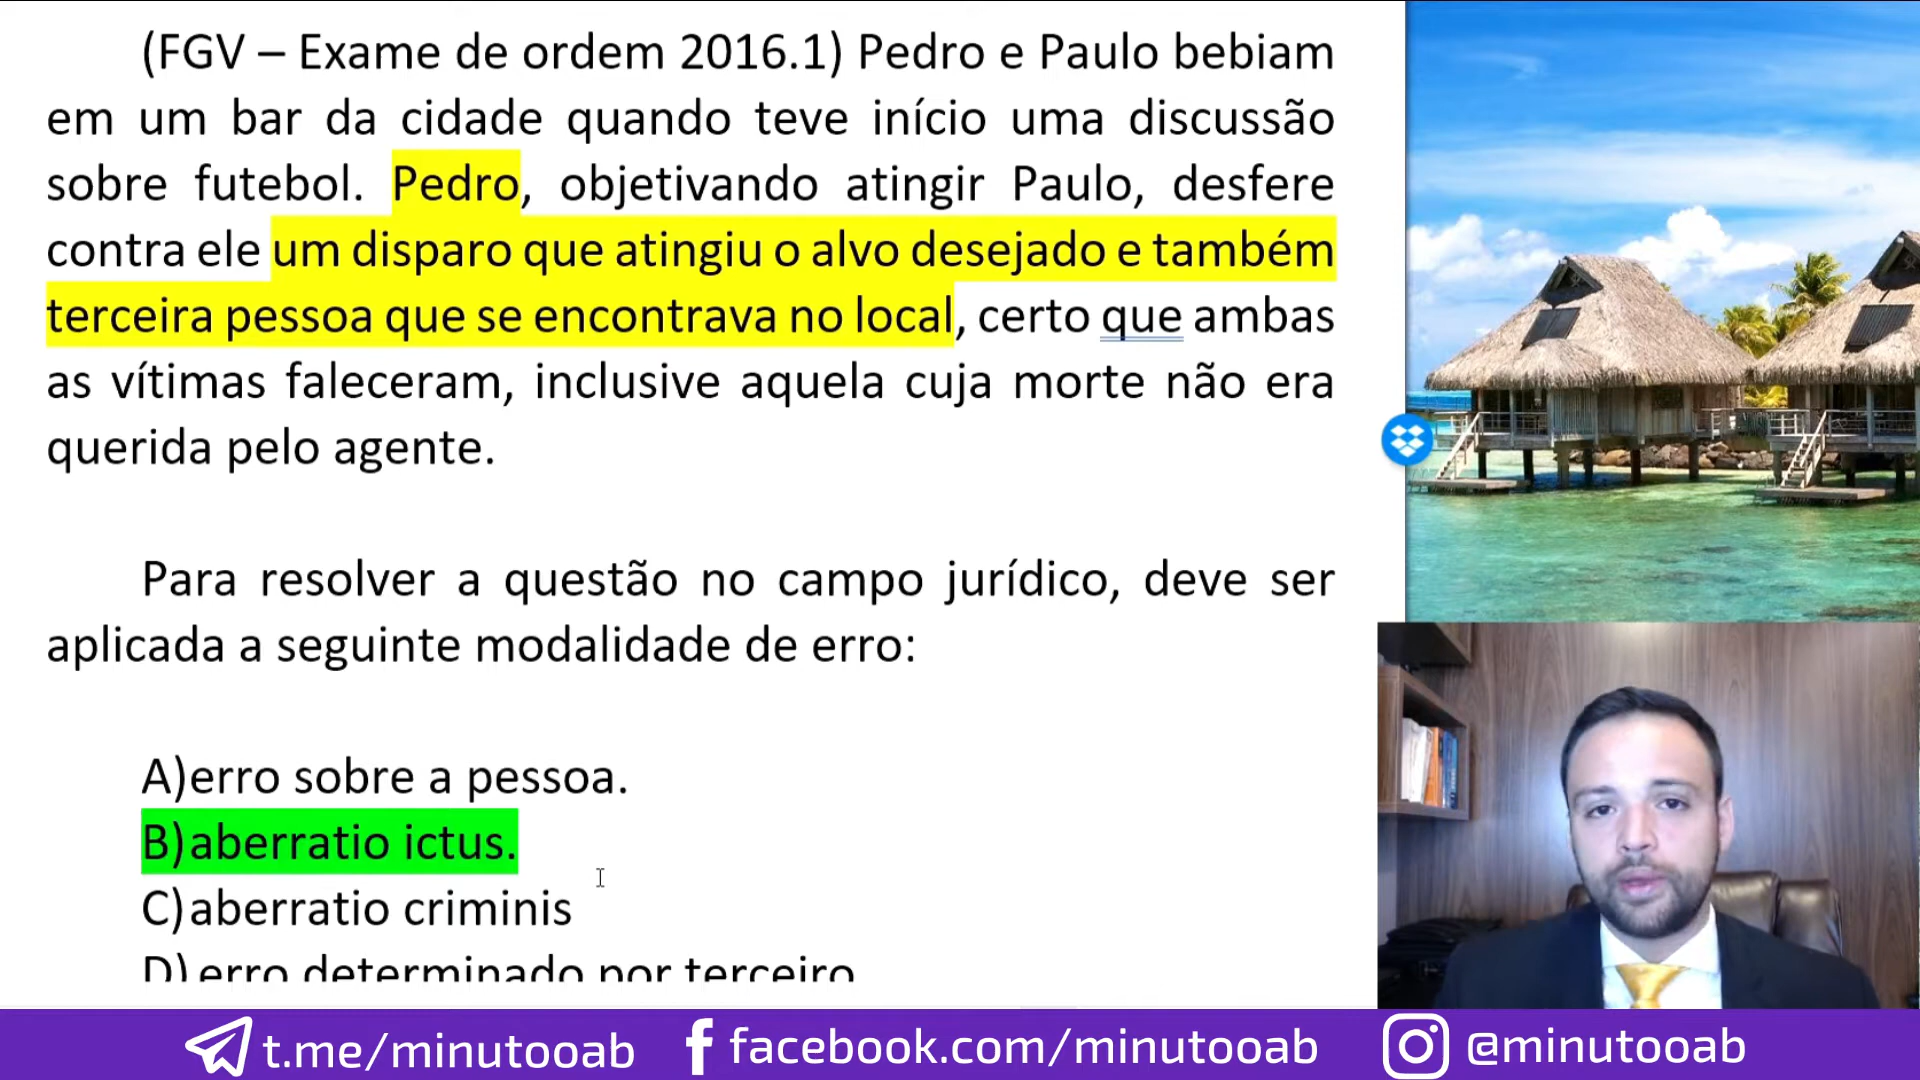 (FGV – Exame de ordem 2016.1) Pedro e Paulo bebiam
em um bar da cidade quando teve início uma discussão
sobre futebol. Pedro, objetivando atingir Paulo, desfere
contra ele um disparo que atingiu o alvo desejado e também
terceira pessoa que se encontrava no local, certo que ambas
as vítimas faleceram, inclusive aquela cuja morte não era
querida pelo agente.
Para resolver a questão no campo jurídico, deve ser
aplicada a seguinte modalidade de erro:
A)erro sobre a pessoa.
B)aberratio ictus.
C)aberratio criminis
D) erro determinado por terceiro
t.me/minutooab
facebook.com/minutooab
@minutooab